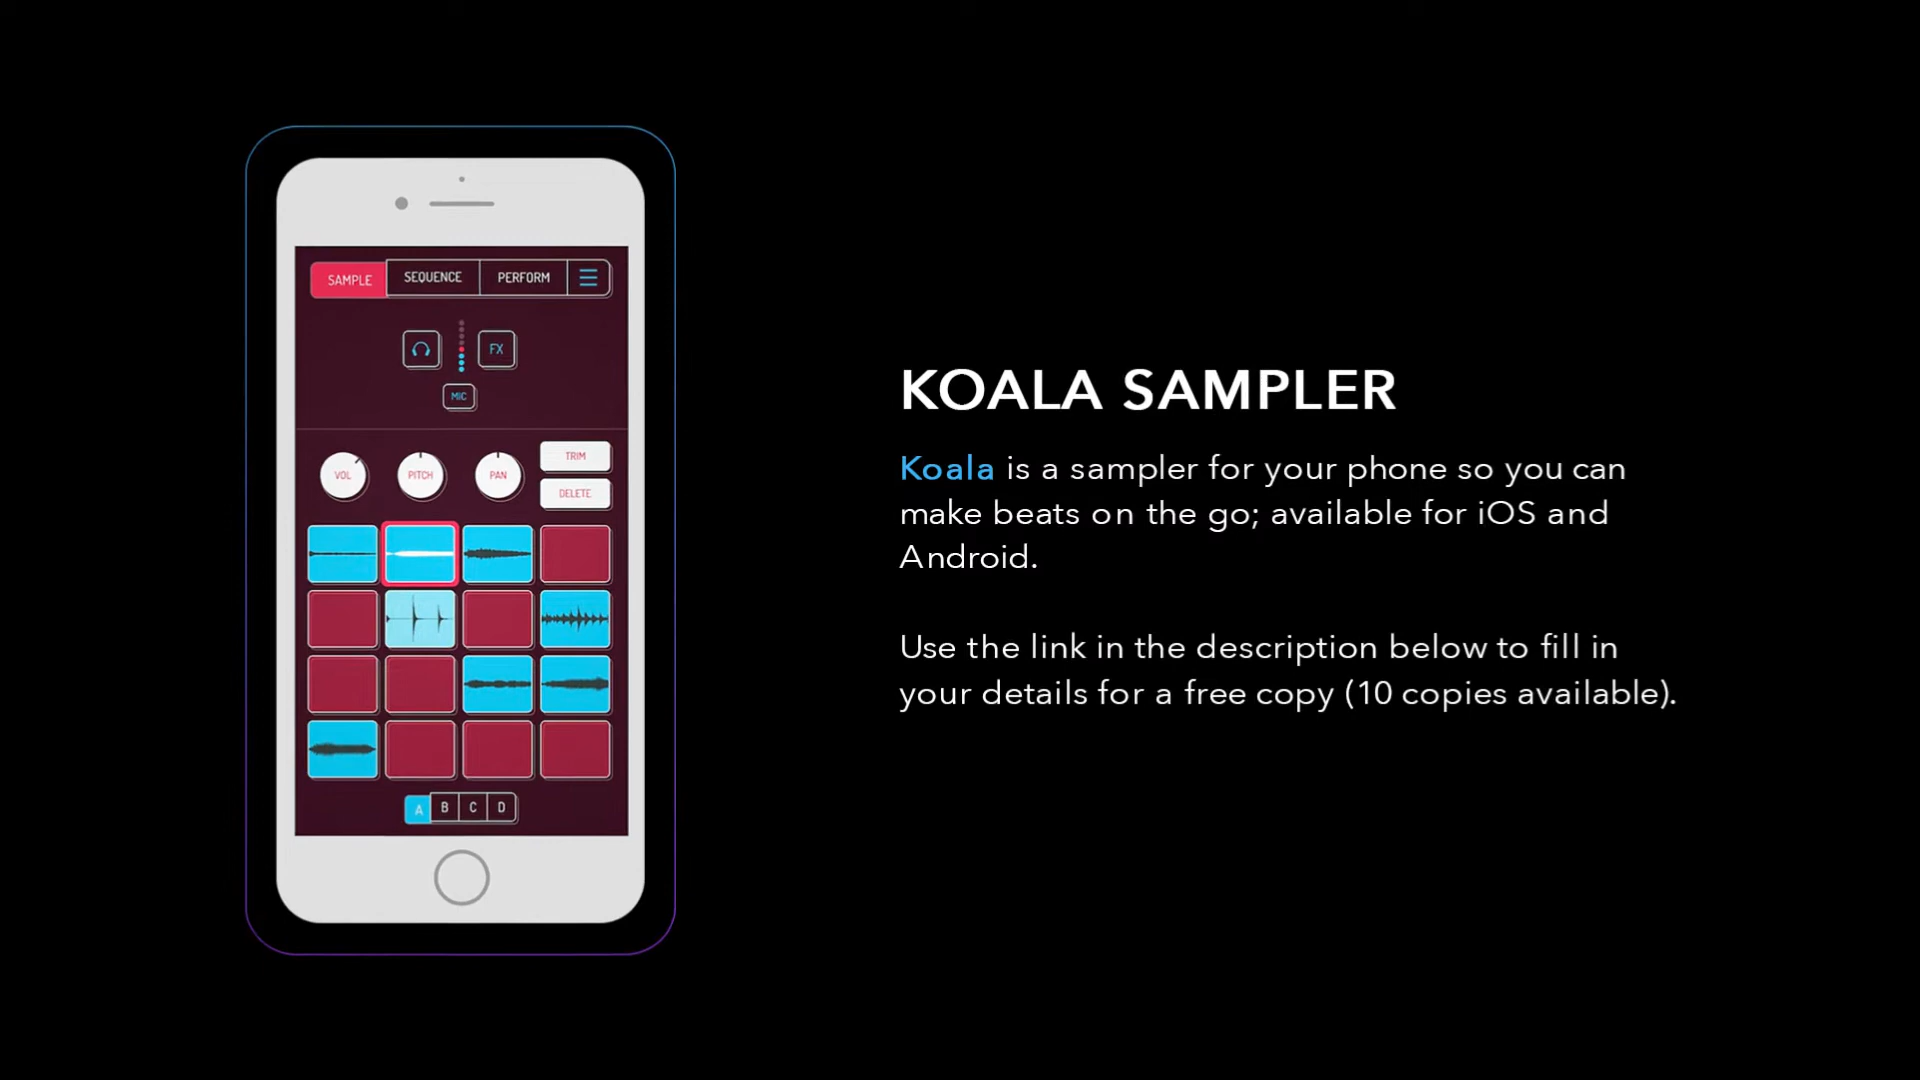 SAMPLE SEQUENCE PERFORM
FX
MIC
VOL PITCH PAN TRIM
DELETE
A B C D
KOALA SAMPLER
Koala is a sampler for your phone so you can
make beats on the go; available for iOS and
Android.
Use the link in the description below to fill in
your details for a free copy (10 copies available).